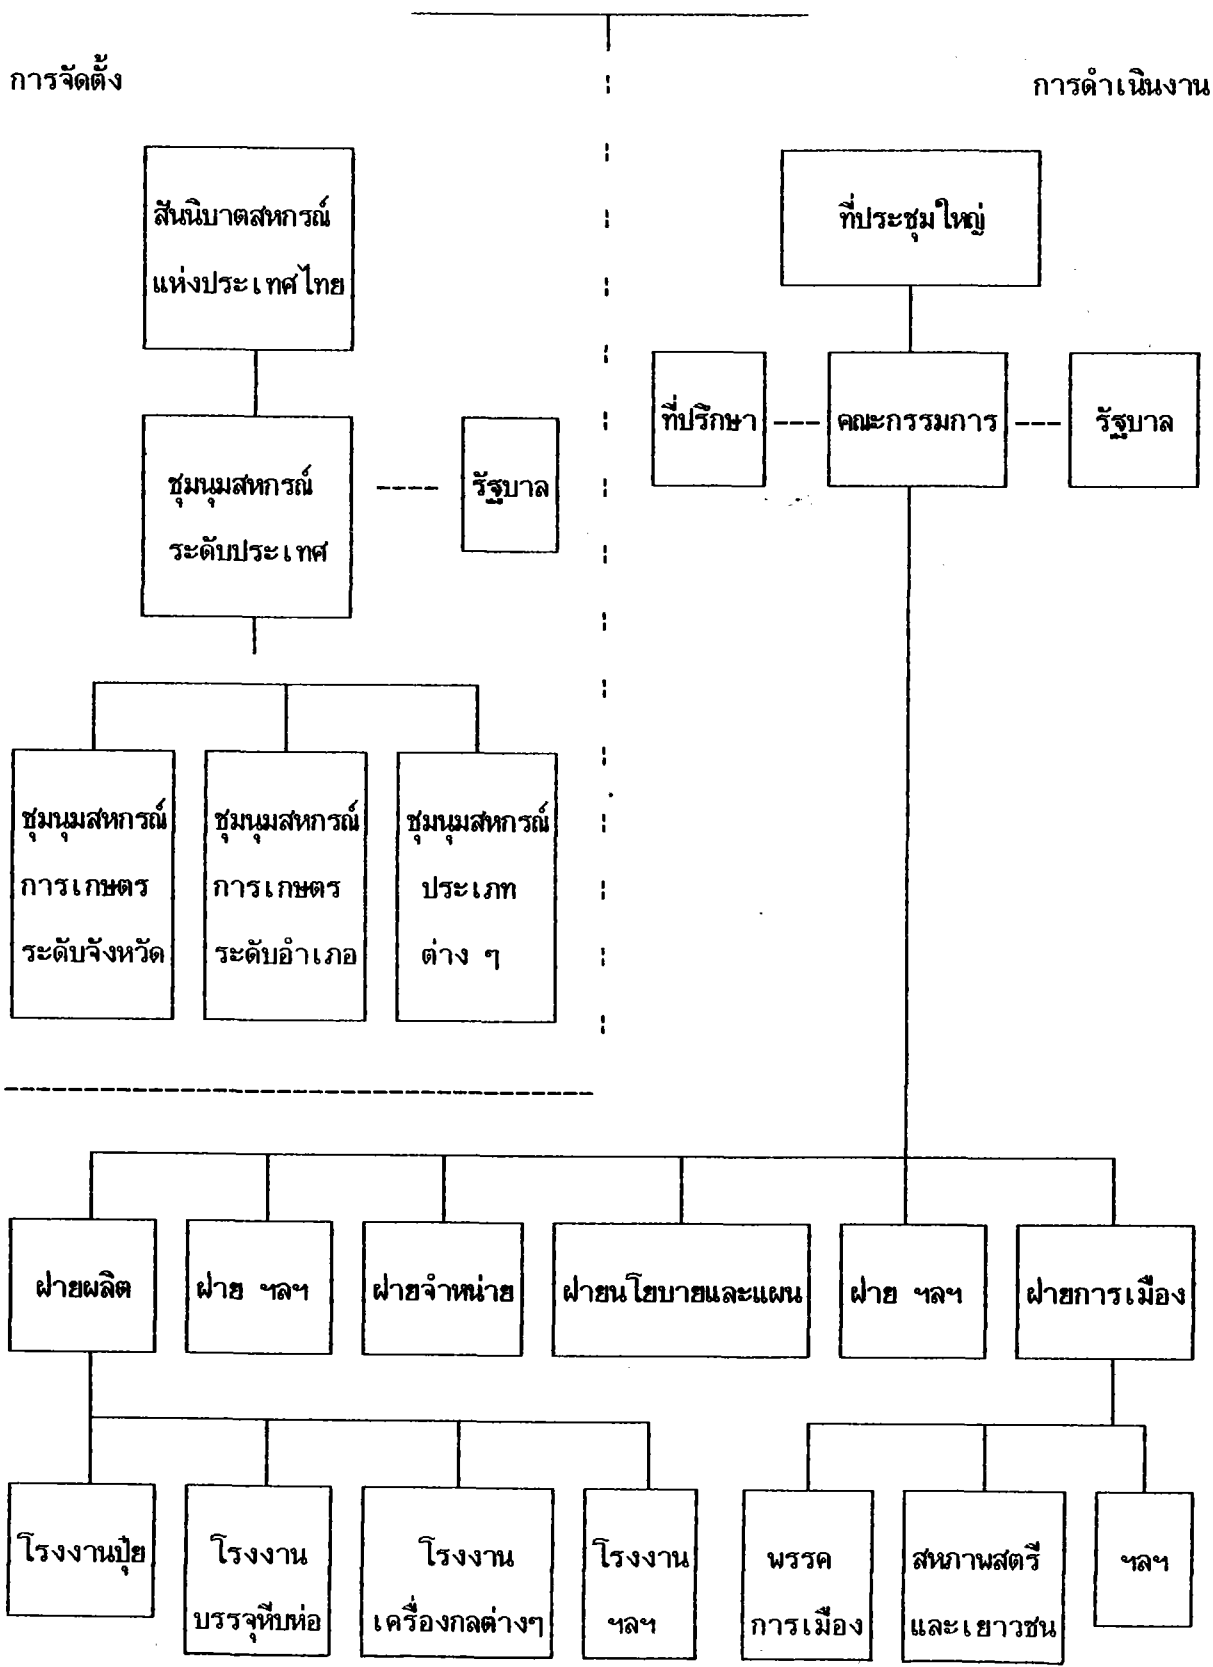 การจัดตั้ง
การดำเนินงาน
สันนิบาตสหกรณ์
แห่งประเทศไทย
ที่ประชุมใหญ่
ที่ปรึกษา
คณะกรรมการ
รัฐบาล
ชุมนุมสหกรณ์
ระดับประเทศ
รัฐบาล
ชุมนุมสหกรณ์
การเกษตร
ระดับจังหวัด
ชุมนุมสหกรณ์
การเกษตร
ระดับอำเภอ
ชุมนุมสหกรณ์
ประเภท
ต่าง ๆ
ฝ่ายผลิต
ฝ่าย ฯลฯ
ฝ่ายจำหน่าย
ฝ่ายนโยบายและแผน
ฝ่าย ฯลฯ
ฝ่ายการเมือง
โรงงานปุ๋ย
โรงงาน
บรรจุหีบห่อ
โรงงาน
เครื่องกลต่างๆ
โรงงาน
ฯลฯ
พรรค
การเมือง
สหภาพสตรี
และเยาวชน
ฯลฯ